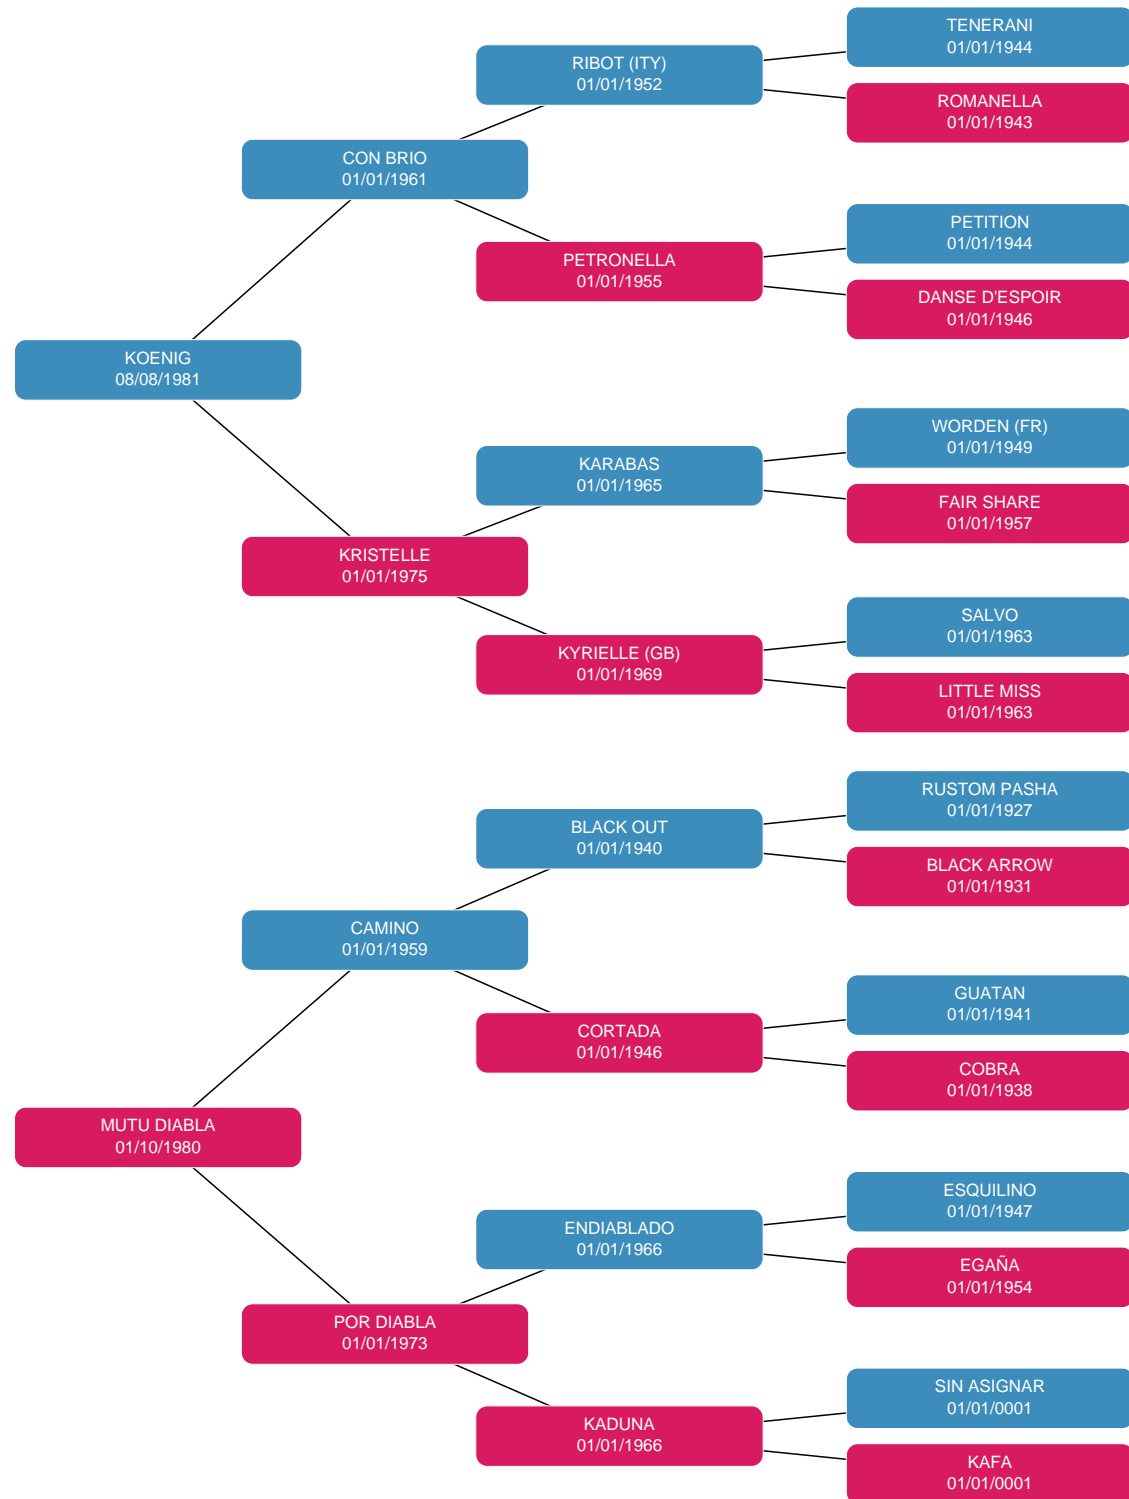 TENERANI
01/01/1944
RIBOT (ITY)
01/01/1952
ROMANELLA
01/01/1943
CON BRIO
01/01/1961
PETITION
01/01/1944
PETRONELLA
01/01/1955
DANSE D'ESPOIR
01/01/1946
KOENIG
08/08/1981
WORDEN (FR)
01/01/1949
KARABAS
01/01/1965
FAIR SHARE
01/01/1957
KRISTELLE
01/01/1975
SALVO
01/01/1963
KYRIELLE (GB)
01/01/1969
LITTLE MISS
01/01/1963
RUSTOM PASHA
01/01/1927
BLACK OUT
01/01/1940
BLACK ARROW
01/01/1931
CAMINO
01/01/1959
GUATAN
01/01/1941
CORTADA
01/01/1946
COBRA
01/01/1938
MUTU DIABLA
01/10/1980
ESQUILINO
01/01/1947
ENDIABLADO
01/01/1966
EGAÑA
01/01/1954
POR DIABLA
01/01/1973
SIN ASIGNAR
01/01/0001
KADUNA
01/01/1966
KAFA
01/01/0001